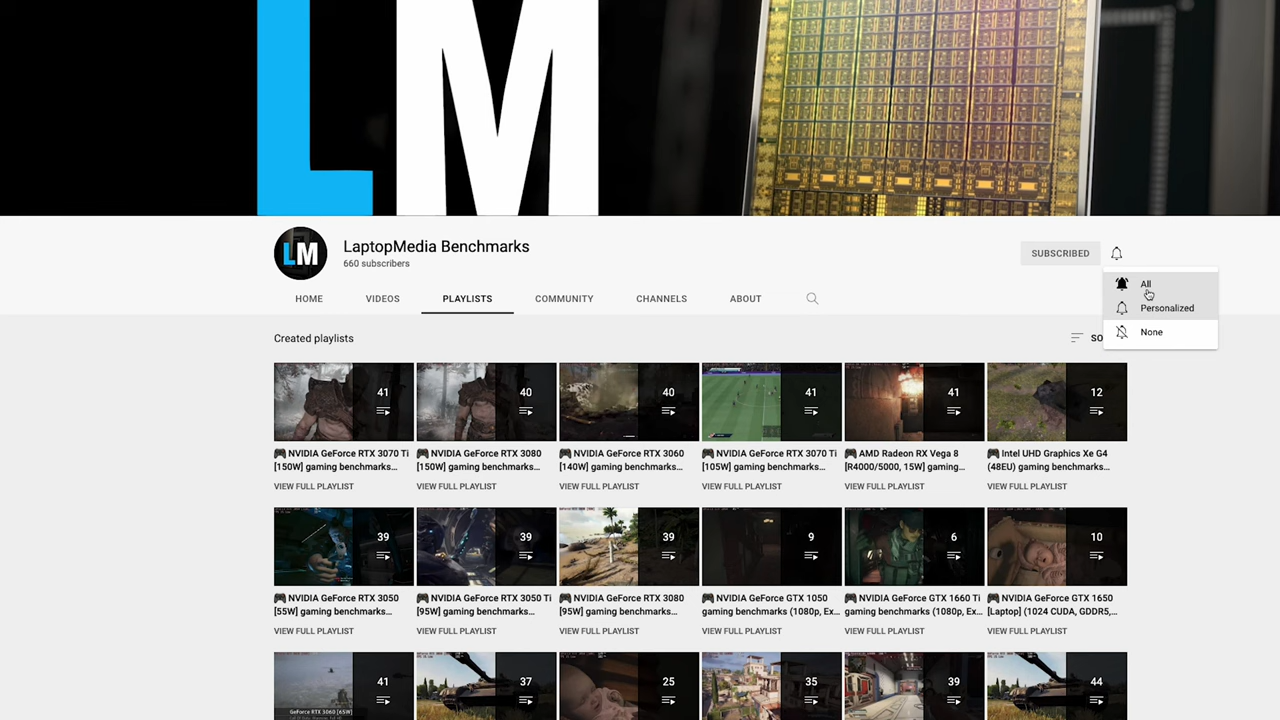 LM
LM
LaptopMedia Benchmarks
660 subscribers
SUBSCRIBED
All
Personalized
None
HOME
VIDEOS
PLAYLISTS
COMMUNITY
CHANNELS
ABOUT
Created playlists
SO
41
40
40
41
41
12
NVIDIA GeForce RTX 3070 Ti
[150W] gaming benchmarks...
VIEW FULL PLAYLIST
NVIDIA GeForce RTX 3080
[150W] gaming benchmarks...
VIEW FULL PLAYLIST
NVIDIA GeForce RTX 3060
[140W] gaming benchmarks...
VIEW FULL PLAYLIST
NVIDIA GeForce RTX 3070 Ti
[105W] gaming benchmarks...
VIEW FULL PLAYLIST
AMD Radeon RX Vega 8
[R4000/5000, 15W] gaming...
VIEW FULL PLAYLIST
Intel UHD Graphics Xe G4
(48EU) gaming benchmarks...
VIEW FULL PLAYLIST
39
39
39
9
6
10
NVIDIA GeForce RTX 3050
[55W] gaming benchmarks...
VIEW FULL PLAYLIST
NVIDIA GeForce RTX 3050 Ti
[95W] gaming benchmarks...
VIEW FULL PLAYLIST
NVIDIA GeForce RTX 3080
[95W] gaming benchmarks...
VIEW FULL PLAYLIST
NVIDIA GeForce GTX 1050
gaming benchmarks (1080p, Ex...
VIEW FULL PLAYLIST
NVIDIA GeForce GTX 1660 Ti
gaming benchmarks (1080p, Ex...
VIEW FULL PLAYLIST
NVIDIA GeForce GTX 1650
[Laptop] (1024 CUDA, GDDR5,...
VIEW FULL PLAYLIST
41
37
25
35
39
44
GeForce RTX 3060 [65W]